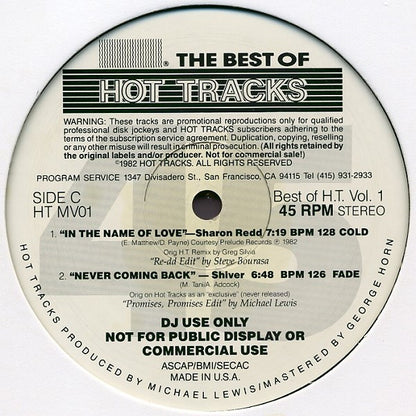 ® THE BEST OF
HOT TRACKS
WARNING: These tracks are promotional reproductions only for qualified
professional disk jockeys and HOT TRACKS subscribers adhering to the
terms of the subscription service agreement. Duplication, copying, reselling
or any other misuse will result in criminal prosecution. (All rights retained by
the original labels and/or producer. Not for commercial sale!)
©1982 HOT TRACKS. ALL RIGHTS RESERVED
PROGRAM SERVICE 1347 Divisadero St., San Francisco, CA 94115 Tel (415) 931-2933
SIDE C
HT MV01
Best of H.T. Vol. 1
45 RPM STEREO
45
1. "IN THE NAME OF LOVE"—Sharon Redd 7:19 BPM 128 COLD
(E. Matthew/D. Payne) Courtesy Prelude Records ℗ 1982
Orig H.T. Remix by Greg Silvia
"Re-dd Edit" by Steve Bourasa
2. "NEVER COMING BACK" — Shiver 6:48 BPM 126 FADE
(M. Tani/A. Adcock)
Orig on Hot Tracks as an "exclusive" (never released)
"Promises, Promises Edit" by Michael Lewis
DJ USE ONLY
NOT FOR PUBLIC DISPLAY OR
COMMERCIAL USE
ASCAP/BMI/SECAC
MADE IN U.S.A.
HOT TRACKS PRODUCED BY MICHAEL LEWIS/MASTERED BY GEORGE HORN